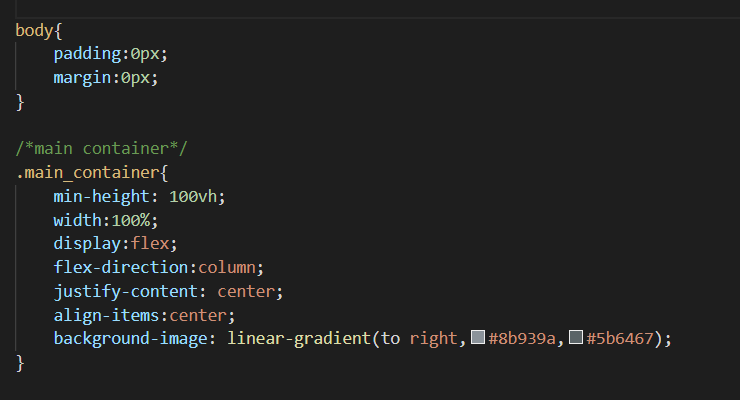 body{
    padding:0px;
    margin:0px;
}

/*main container*/
.main_container{
    min-height: 100vh;
    width:100%;
    display:flex;
    flex-direction:column;
    justify-content: center;
    align-items:center;
    background-image: linear-gradient(to right,#8b939a,#5b6467);
}